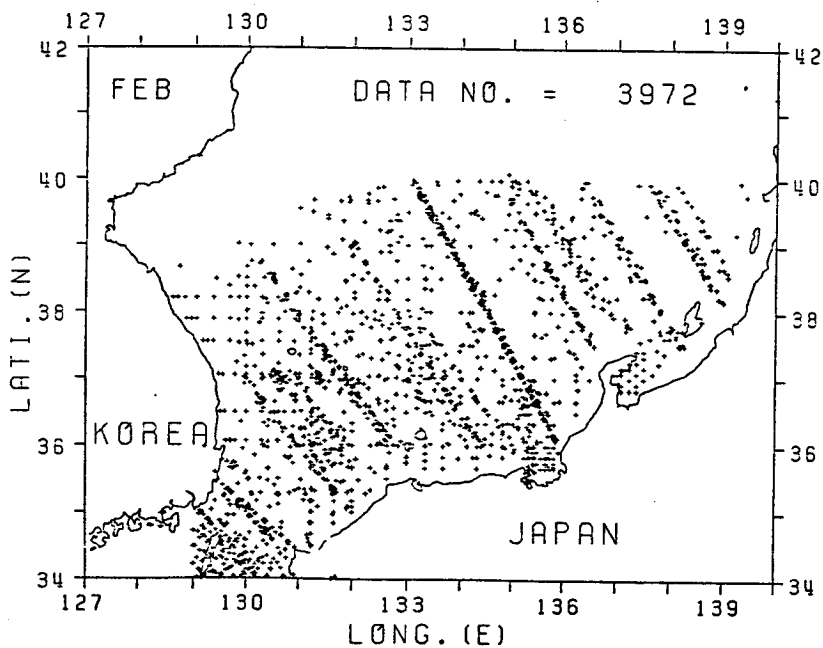 127 130 133 136 139
42 42
FEB DATA NO. = 3972
40 40
38 38
LATI. (N)
KOREA
36 36
JAPAN
34 34
127 130 133 136 139
LONG. (E)